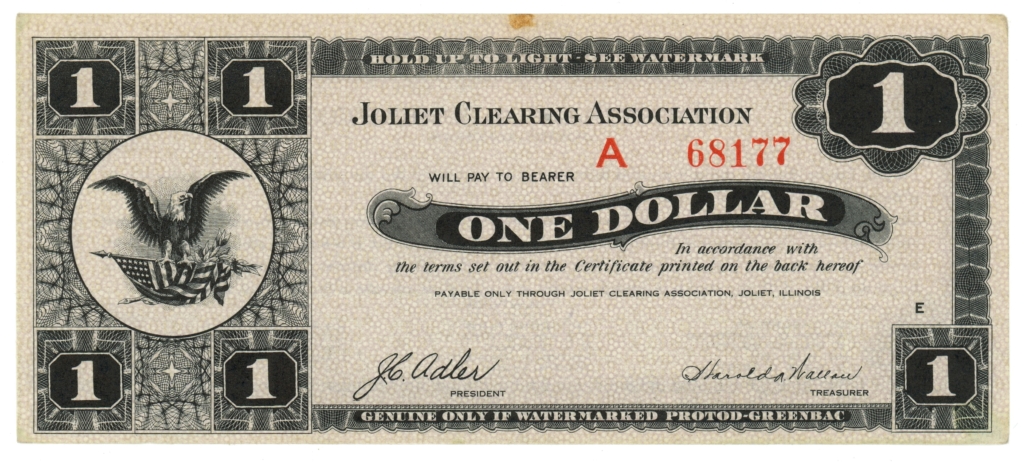 HOLD UP TO LIGHT-SEE WATERMARK
1 1 1
JOLIET CLEARING ASSOCIATION
A 68177
WILL PAY TO BEARER
ONE DOLLAR
In accordance with
the terms set out in the Certificate printed on the back hereof
PAYABLE ONLY THROUGH JOLIET CLEARING ASSOCIATION, JOLIET, ILLINOIS
E
1 1 1
J.C. Adler
PRESIDENT
Harold
TREASURER
GENUINE ONLY IF WATERMARKED PROTOD-GREENBAC